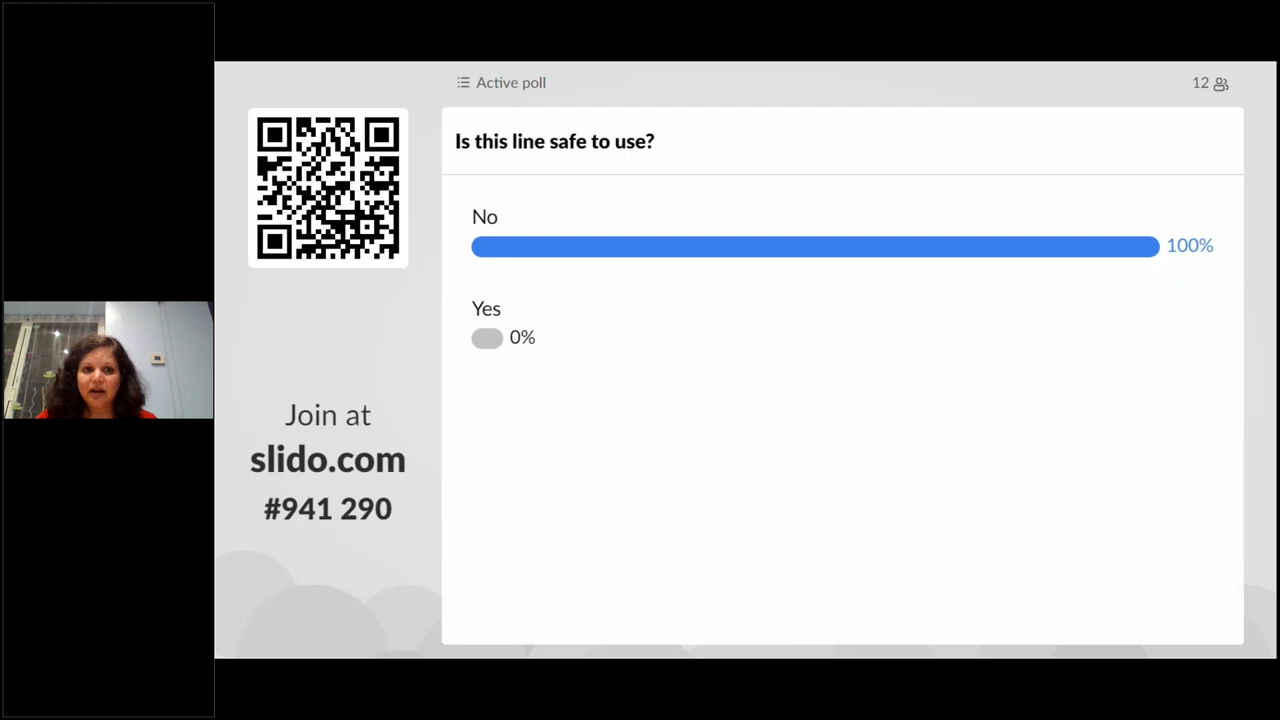 Active poll
12
Is this line safe to use?
No
100%
Yes
0%
Join at
slido.com
#941 290